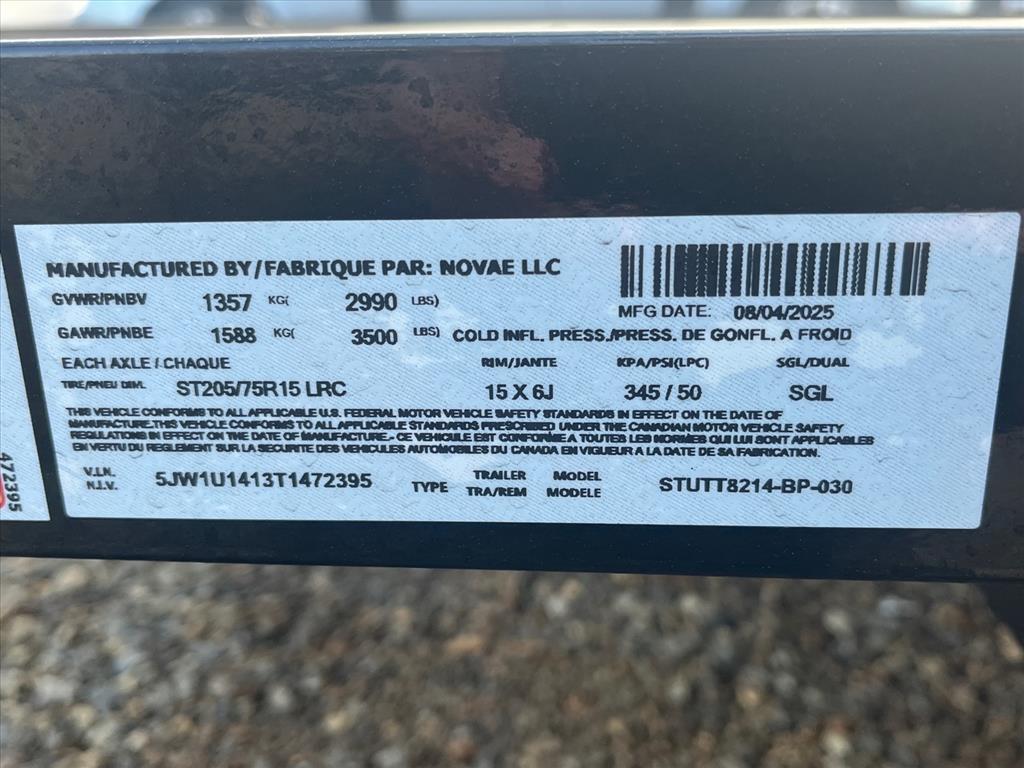 MANUFACTURED BY/FABRIQUE PAR: NOVAE LLC
GVWR/PNBV 1357 KG( 2990 LBS)
MFG DATE: 08/04/2025
GAWR/PNBE 1588 KG( 3500 LBS) COLD INFL. PRESS./PRESS. DE GONFL. A FROID
EACH AXLE / CHAQUE RIM/JANTE KPA/PSI(LPC) SGL/DUAL
TIRE/PNEU DIM. ST205/75R15 LRC 15 X 6J 345 / 50 SGL
THIS VEHICLE CONFORMS TO ALL APPLICABLE U.S. FEDERAL MOTOR VEHICLE SAFETY STANDARDS IN EFFECT ON THE DATE OF
MANUFACTURE.THIS VEHICLE CONFORMS TO ALL APPLICABLE STANDARDS PRESCRIBED UNDER THE CANADIAN MOTOR VEHICLE SAFETY
REGULATIONS IN EFFECT ON THE DATE OF MANUFACTURE.- CE VEHICULE EST CONFORME A TOUTES LES NORMES QUI LUI SONT APPLICABLES
EN VERTU DU REGLEMENT SUR LA SECURITE DES VEHICULES AUTOMOBILES DU CANADA EN VIGUEUR A LA DATE DE SA FABRICATION.
V.I.N. 5JW1U1413T1472395 TYPE TRAILER MODEL STUTT8214-BP-030
N.I.V. TRA/REM MODELE
472395